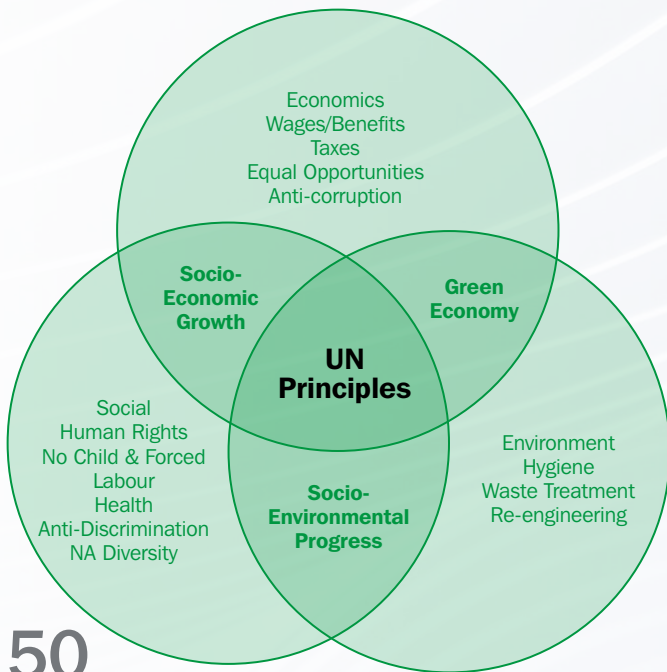 Economics
Wages/Benefits
Taxes
Equal Opportunities
Anti-corruption
Socio-
Economic
Growth
Green
Economy
UN
Principles
Social
Human Rights
No Child & Forced
Labour
Health
Anti-Discrimination
NA Diversity
Socio-
Environmental
Progress
Environment
Hygiene
Waste Treatment
Re-engineering
50